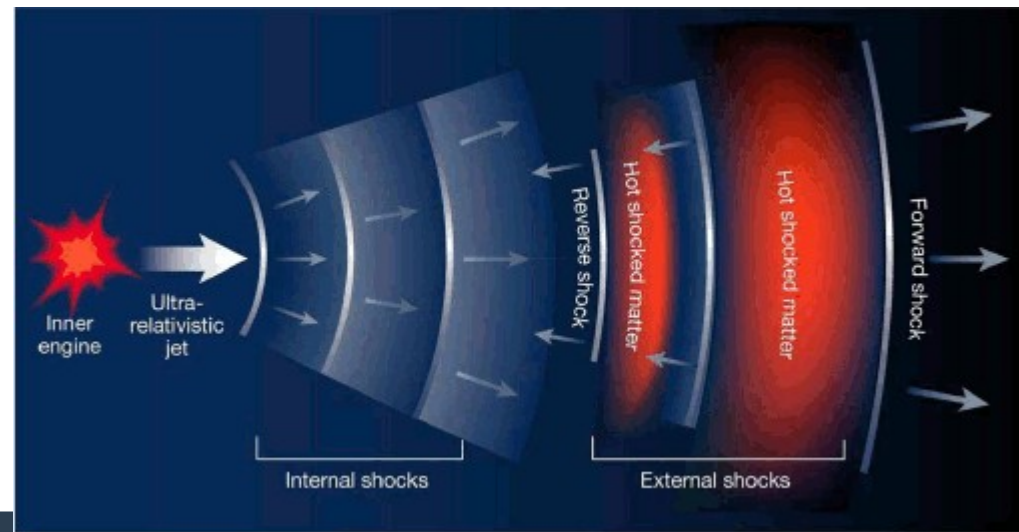 Inner
engine
Ultra-
relativistic
jet
Internal shocks
Reverse shock
Hot shocked matter
Hot shocked matter
External shocks
Forward shock